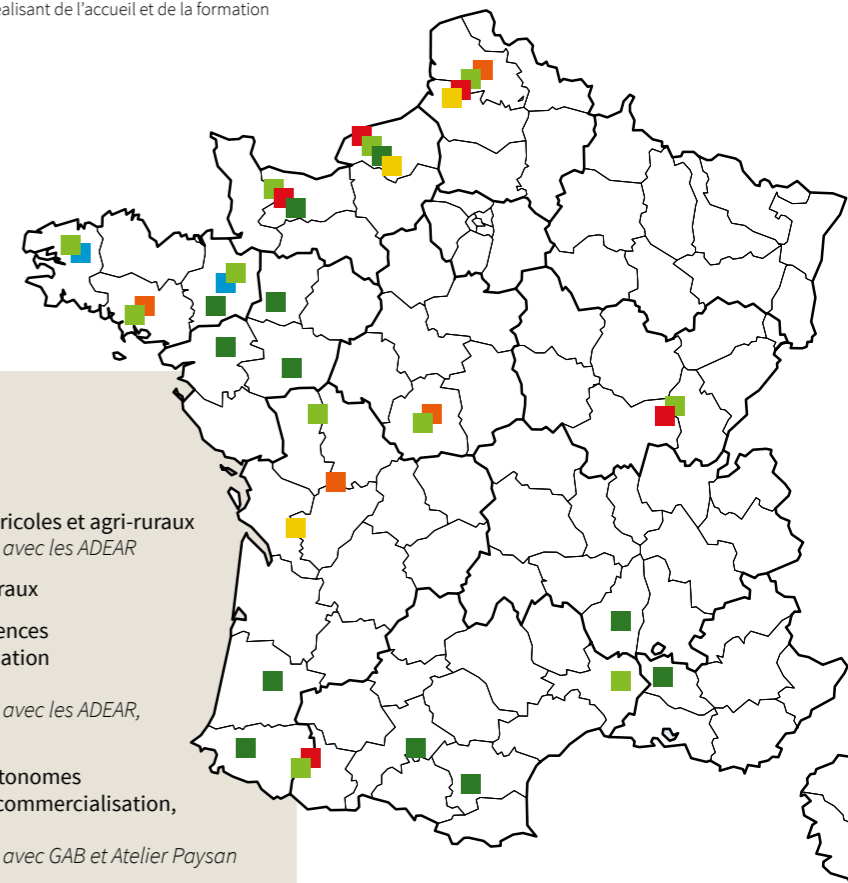 réalisant de l’accueil et de la formation
ricoles et agri-ruraux
avec les ADEAR
raux
ences
ation
avec les ADEAR,
tonomes
commercialisation,
avec GAB et Atelier Paysan